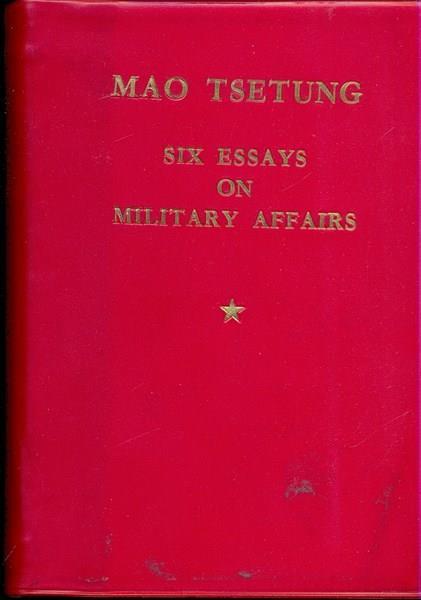 MAO TSETUNG
SIX ESSAYS
ON
MILITARY AFFAIRS